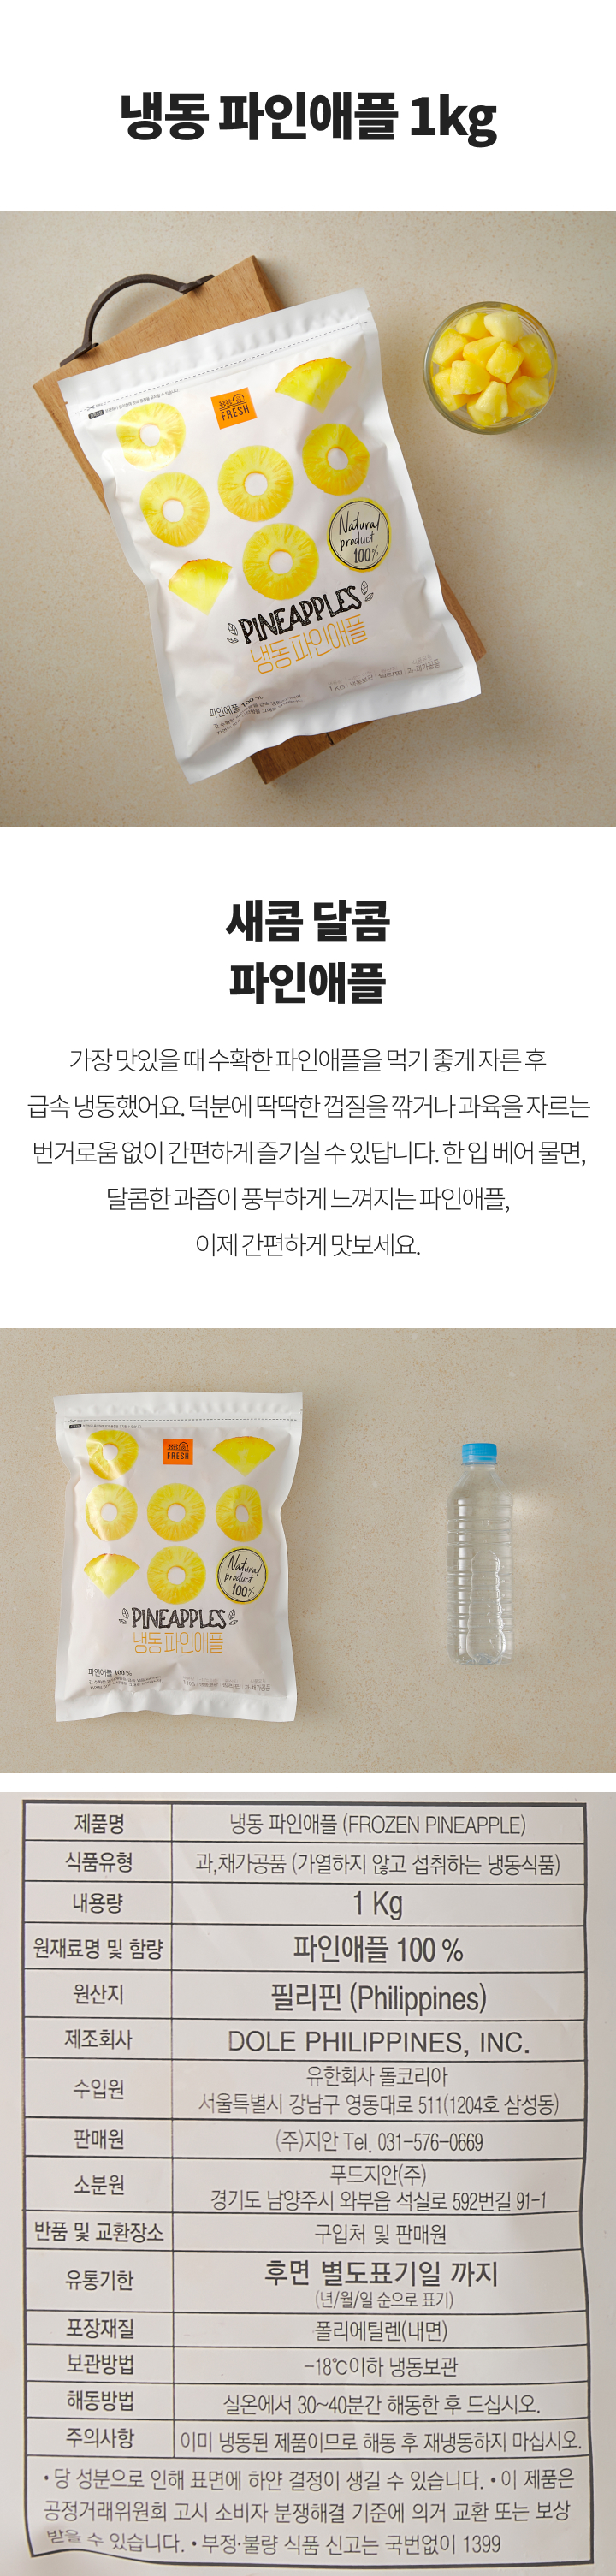 냉동 파인애플 1kg
FRESH
Natural
product
100%
PINEAPPLES
냉동 파인애플
파인애플 100 %
새콤 달콤
파인애플
가장 맛있을 때 수확한 파인애플을 먹기 좋게 자른 후
급속 냉동했어요. 덕분에 딱딱한 껍질을 깎거나 과육을 자르는
번거로움 없이 간편하게 즐기실 수 있답니다. 한 입 베어 물면,
달콤한 과즙이 풍부하게 느껴지는 파인애플,
이제 간편하게 맛보세요.
FRESH
Natural
product
100%
PINEAPPLES
냉동 파인애플
파인애플 100 %
제품명 냉동 파인애플 (FROZEN PINEAPPLE)
식품유형 과,채가공품 (가열하지 않고 섭취하는 냉동식품)
내용량 1 Kg
원재료명 및 함량 파인애플 100 %
원산지 필리핀 (Philippines)
제조회사 DOLE PHILIPPINES, INC.
수입원 유한회사 돌코리아
서울특별시 강남구 영동대로 511(1204호 삼성동)
판매원 (주)지안 Tel. 031-576-0669
소분원 푸드지안(주)
경기도 남양주시 와부읍 석실로 592번길 91-1
반품 및 교환장소 구입처 및 판매원
유통기한 후면 별도표기일 까지
(년/월/일 순으로 표기)
포장재질 폴리에틸렌(내면)
보관방법 -18℃이하 냉동보관
해동방법 실온에서 30~40분간 해동한 후 드십시오.
주의사항 이미 냉동된 제품이므로 해동 후 재냉동하지 마십시오.
• 당 성분으로 인해 표면에 하얀 결정이 생길 수 있습니다. • 이 제품은
공정거래위원회 고시 소비자 분쟁해결 기준에 의거 교환 또는 보상
받을 수 있습니다. • 부정·불량 식품 신고는 국번없이 1399